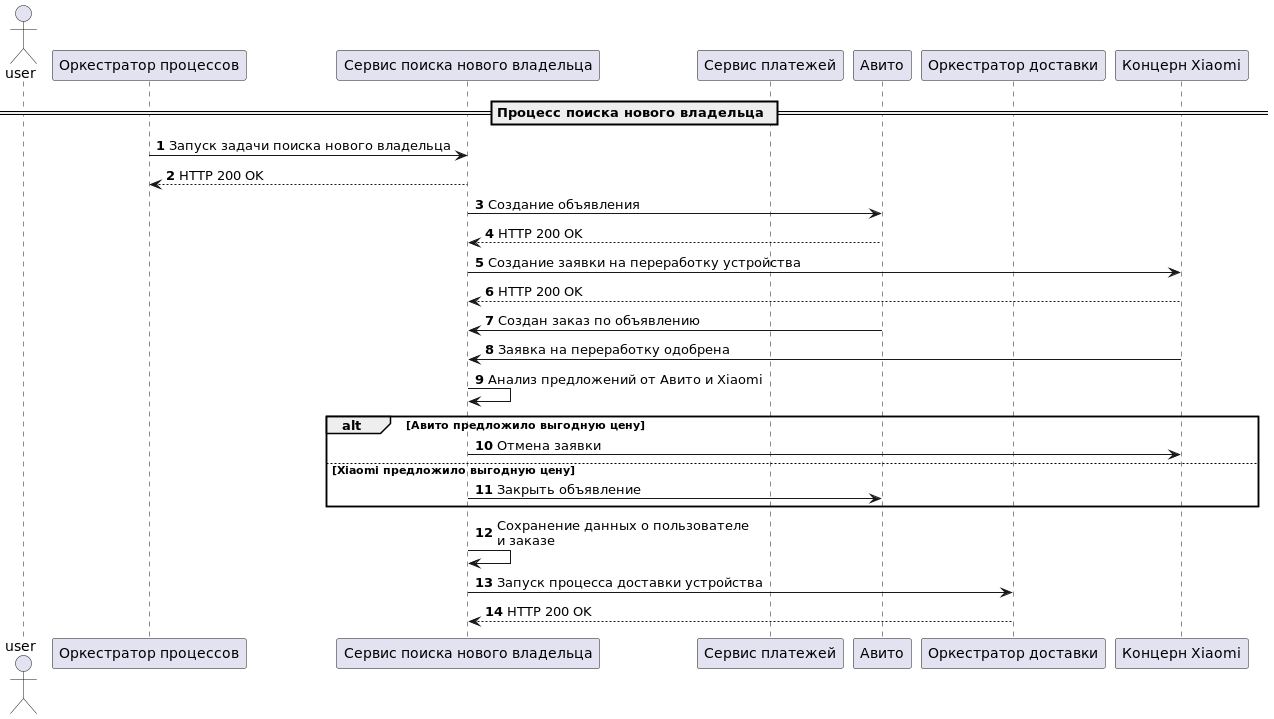 user
Оркестратор процессов
Сервис поиска нового владельца
Сервис платежей
Авито
Оркестратор доставки
Концерн Xiaomi
Процесс поиска нового владельца
1 Запуск задачи поиска нового владельца
2 HTTP 200 OK
3 Создание объявления
4 HTTP 200 OK
5 Создание заявки на переработку устройства
6 HTTP 200 OK
7 Создан заказ по объявлению
8 Заявка на переработку одобрена
9 Анализ предложений от Авито и Xiaomi
alt [Авито предложило выгодную цену]
10 Отмена заявки
[Xiaomi предложило выгодную цену]
11 Закрыть объявление
12 Сохранение данных о пользователе
и заказе
13 Запуск процесса доставки устройства
14 HTTP 200 OK
user
Оркестратор процессов
Сервис поиска нового владельца
Сервис платежей
Авито
Оркестратор доставки
Концерн Xiaomi